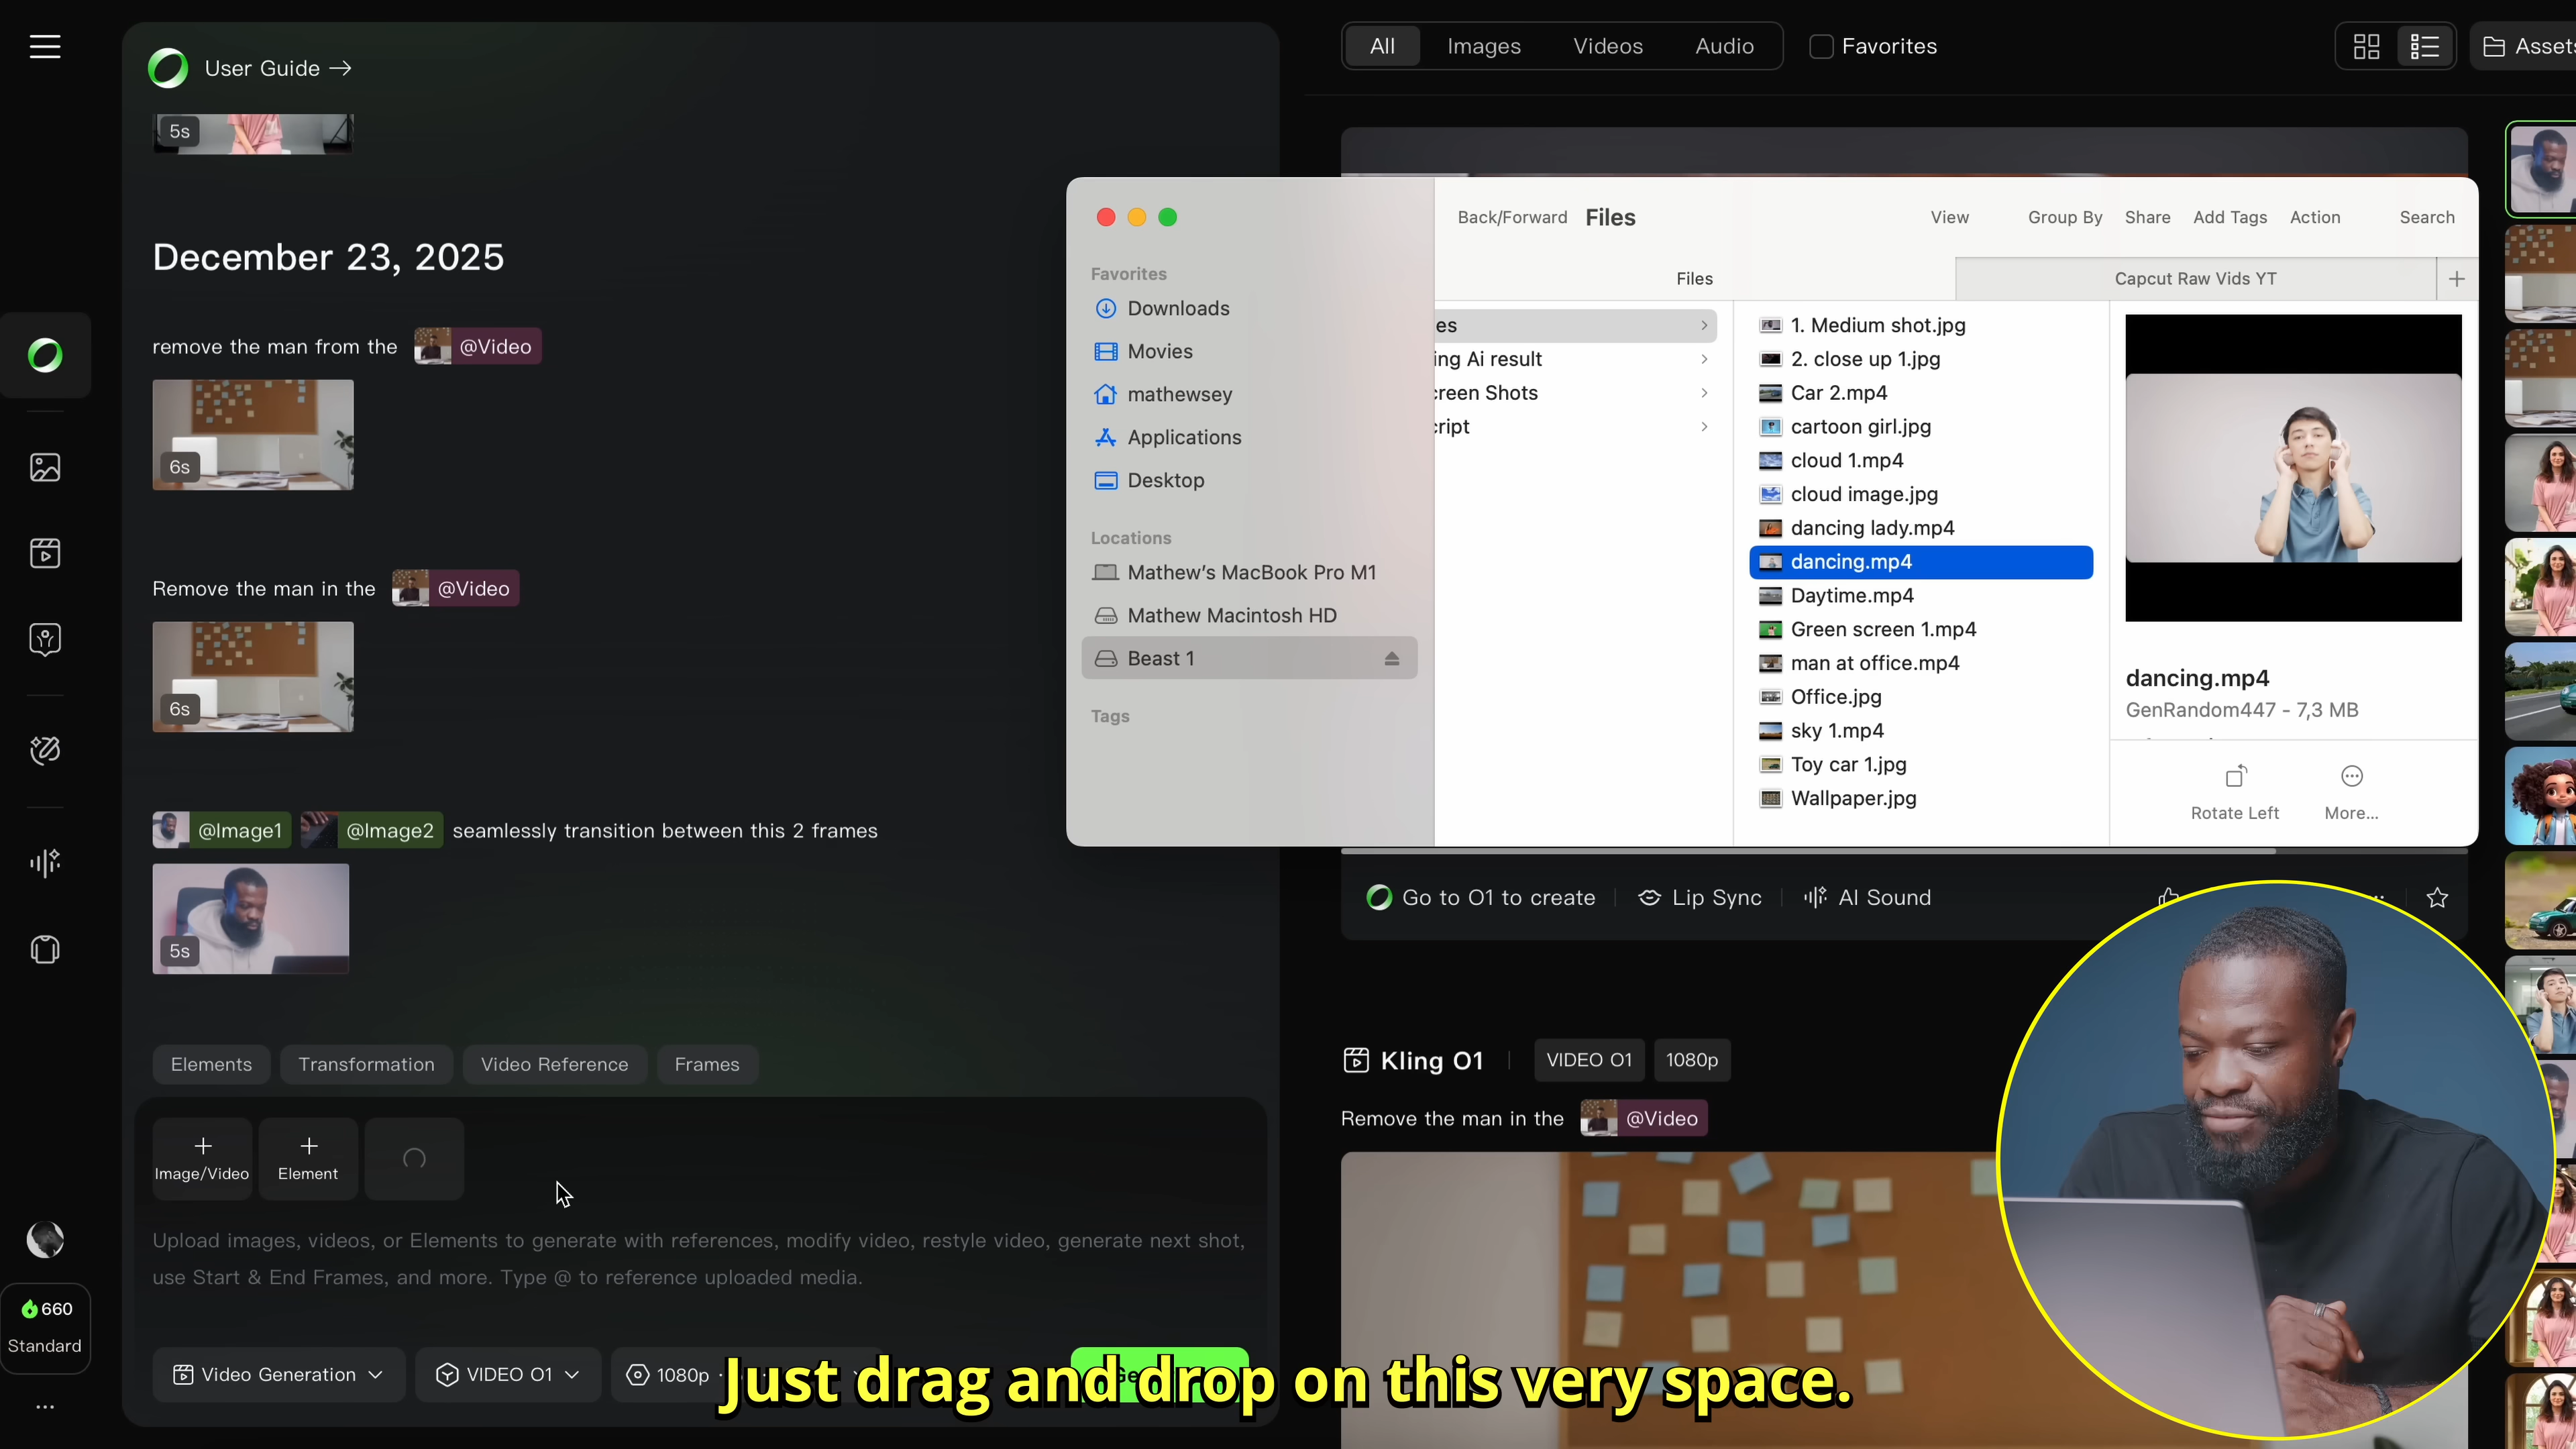 User Guide →
5s
December 23, 2025
remove the man from the @Video
6s
Remove the man in the @Video
6s
@Image1 @Image2 seamlessly transition between this 2 frames
5s
Elements Transformation Video Reference Frames
+ Image/Video
+ Element
Upload images, videos, or Elements to generate with references, modify video, restyle video, generate next shot,
use Start & End Frames, and more. Type @ to reference uploaded media.
660
Standard
Video Generation VIDEO O1 1080p
All Images Videos Audio Favorites
Back/Forward Files View Group By Share Add Tags Action Search
Files Capcut Raw Vids YT +
Favorites
Downloads
Movies
mathewsey
Applications
Desktop
Locations
Mathew's MacBook Pro M1
Mathew Macintosh HD
Beast 1
Tags
es
ing Ai result
creen Shots
cript
1. Medium shot.jpg
2. close up 1.jpg
Car 2.mp4
cartoon girl.jpg
cloud 1.mp4
cloud image.jpg
dancing lady.mp4
dancing.mp4
Daytime.mp4
Green screen 1.mp4
man at office.mp4
Office.jpg
sky 1.mp4
Toy car 1.jpg
Wallpaper.jpg
dancing.mp4
GenRandom447 - 7,3 MB
Rotate Left More...
Go to O1 to create Lip Sync AI Sound
Kling O1 VIDEO O1 1080p
Remove the man in the @Video
Just drag and drop on this very space.